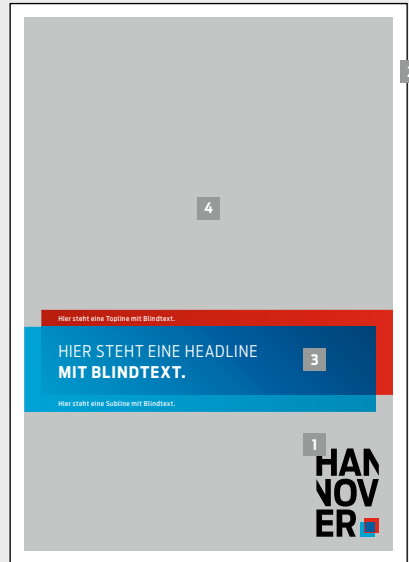 4
Hier steht eine Topline mit Blindtext.
HIER STEHT EINE HEADLINE
MIT BLINDTEXT.
3
Hier steht eine Subline mit Blindtext.
1
HAN
NOV
ER